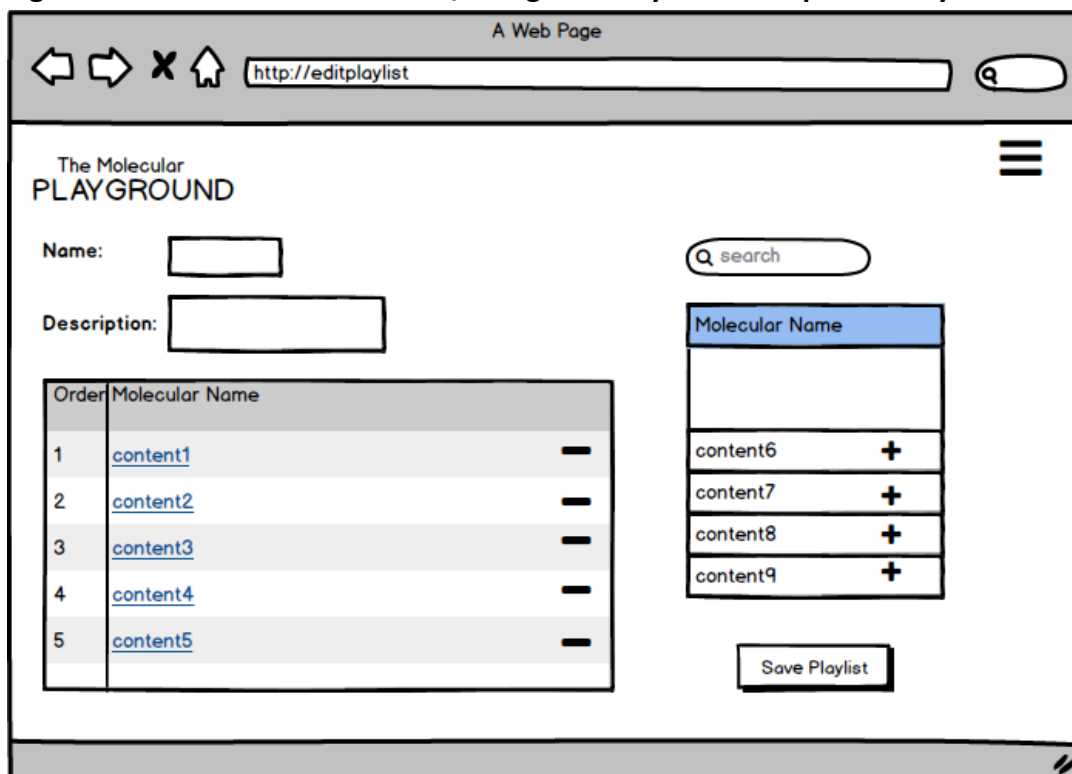 A Web Page
http://editplaylist
The Molecular
PLAYGROUND
Name:
search
Description:
Molecular Name
Order Molecular Name
1 content1
content6
2 content2
content7
3 content3
content8
4 content4
content9
5 content5
Save Playlist